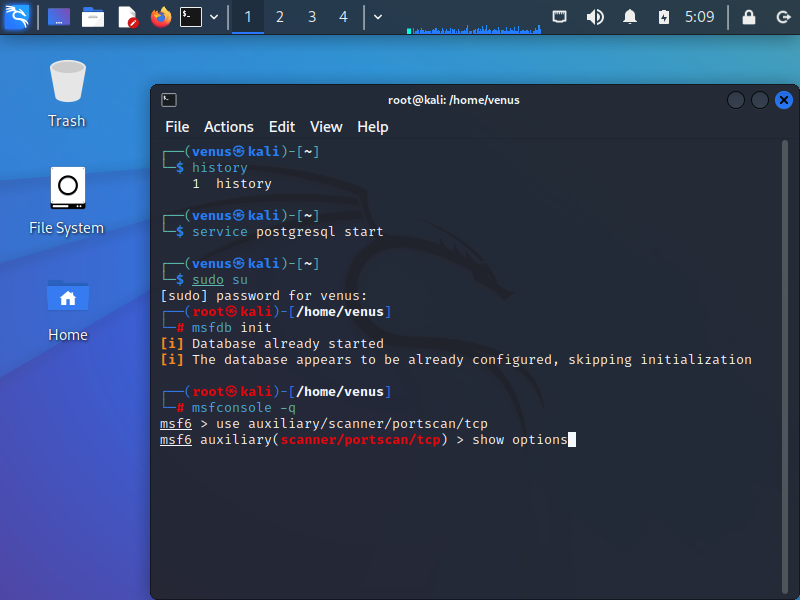 1 2 3 4 5:09
Trash
File System
Home
root@kali: /home/venus
File Actions Edit View Help
┌──(venus㉿kali)-[~]
└─$ history
    1  history
┌──(venus㉿kali)-[~]
└─$ service postgresql start
┌──(venus㉿kali)-[~]
└─$ sudo su
[sudo] password for venus:
┌──(root㉿kali)-[/home/venus]
└─# msfdb init
[i] Database already started
[i] The database appears to be already configured, skipping initialization
┌──(root㉿kali)-[/home/venus]
└─# msfconsole -q
msf6 > use auxiliary/scanner/portscan/tcp
msf6 auxiliary(scanner/portscan/tcp) > show options